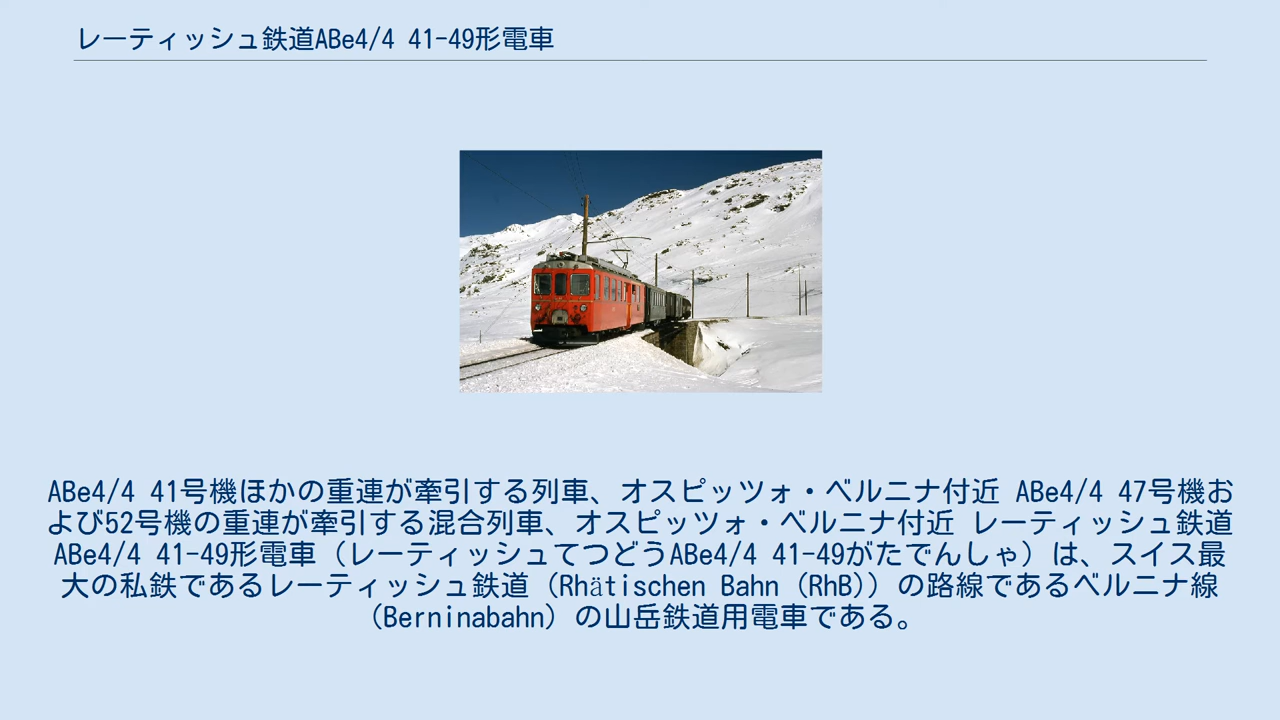 レーティッシュ鉄道ABe4/4 41-49形電車
ABe4/4 41号機ほかの重連が牽引する列車、オスピッツォ・ベルニナ付近 ABe4/4 47号機お
よび52号機の重連が牽引する混合列車、オスピッツォ・ベルニナ付近 レーティッシュ鉄道
ABe4/4 41-49形電車（レーティッシュてつどうABe4/4 41-49がたでんしゃ）は、スイス最
大の私鉄であるレーティッシュ鉄道（Rhätischen Bahn（RhB））の路線であるベルニナ線
（Berninabahn）の山岳鉄道用電車である。